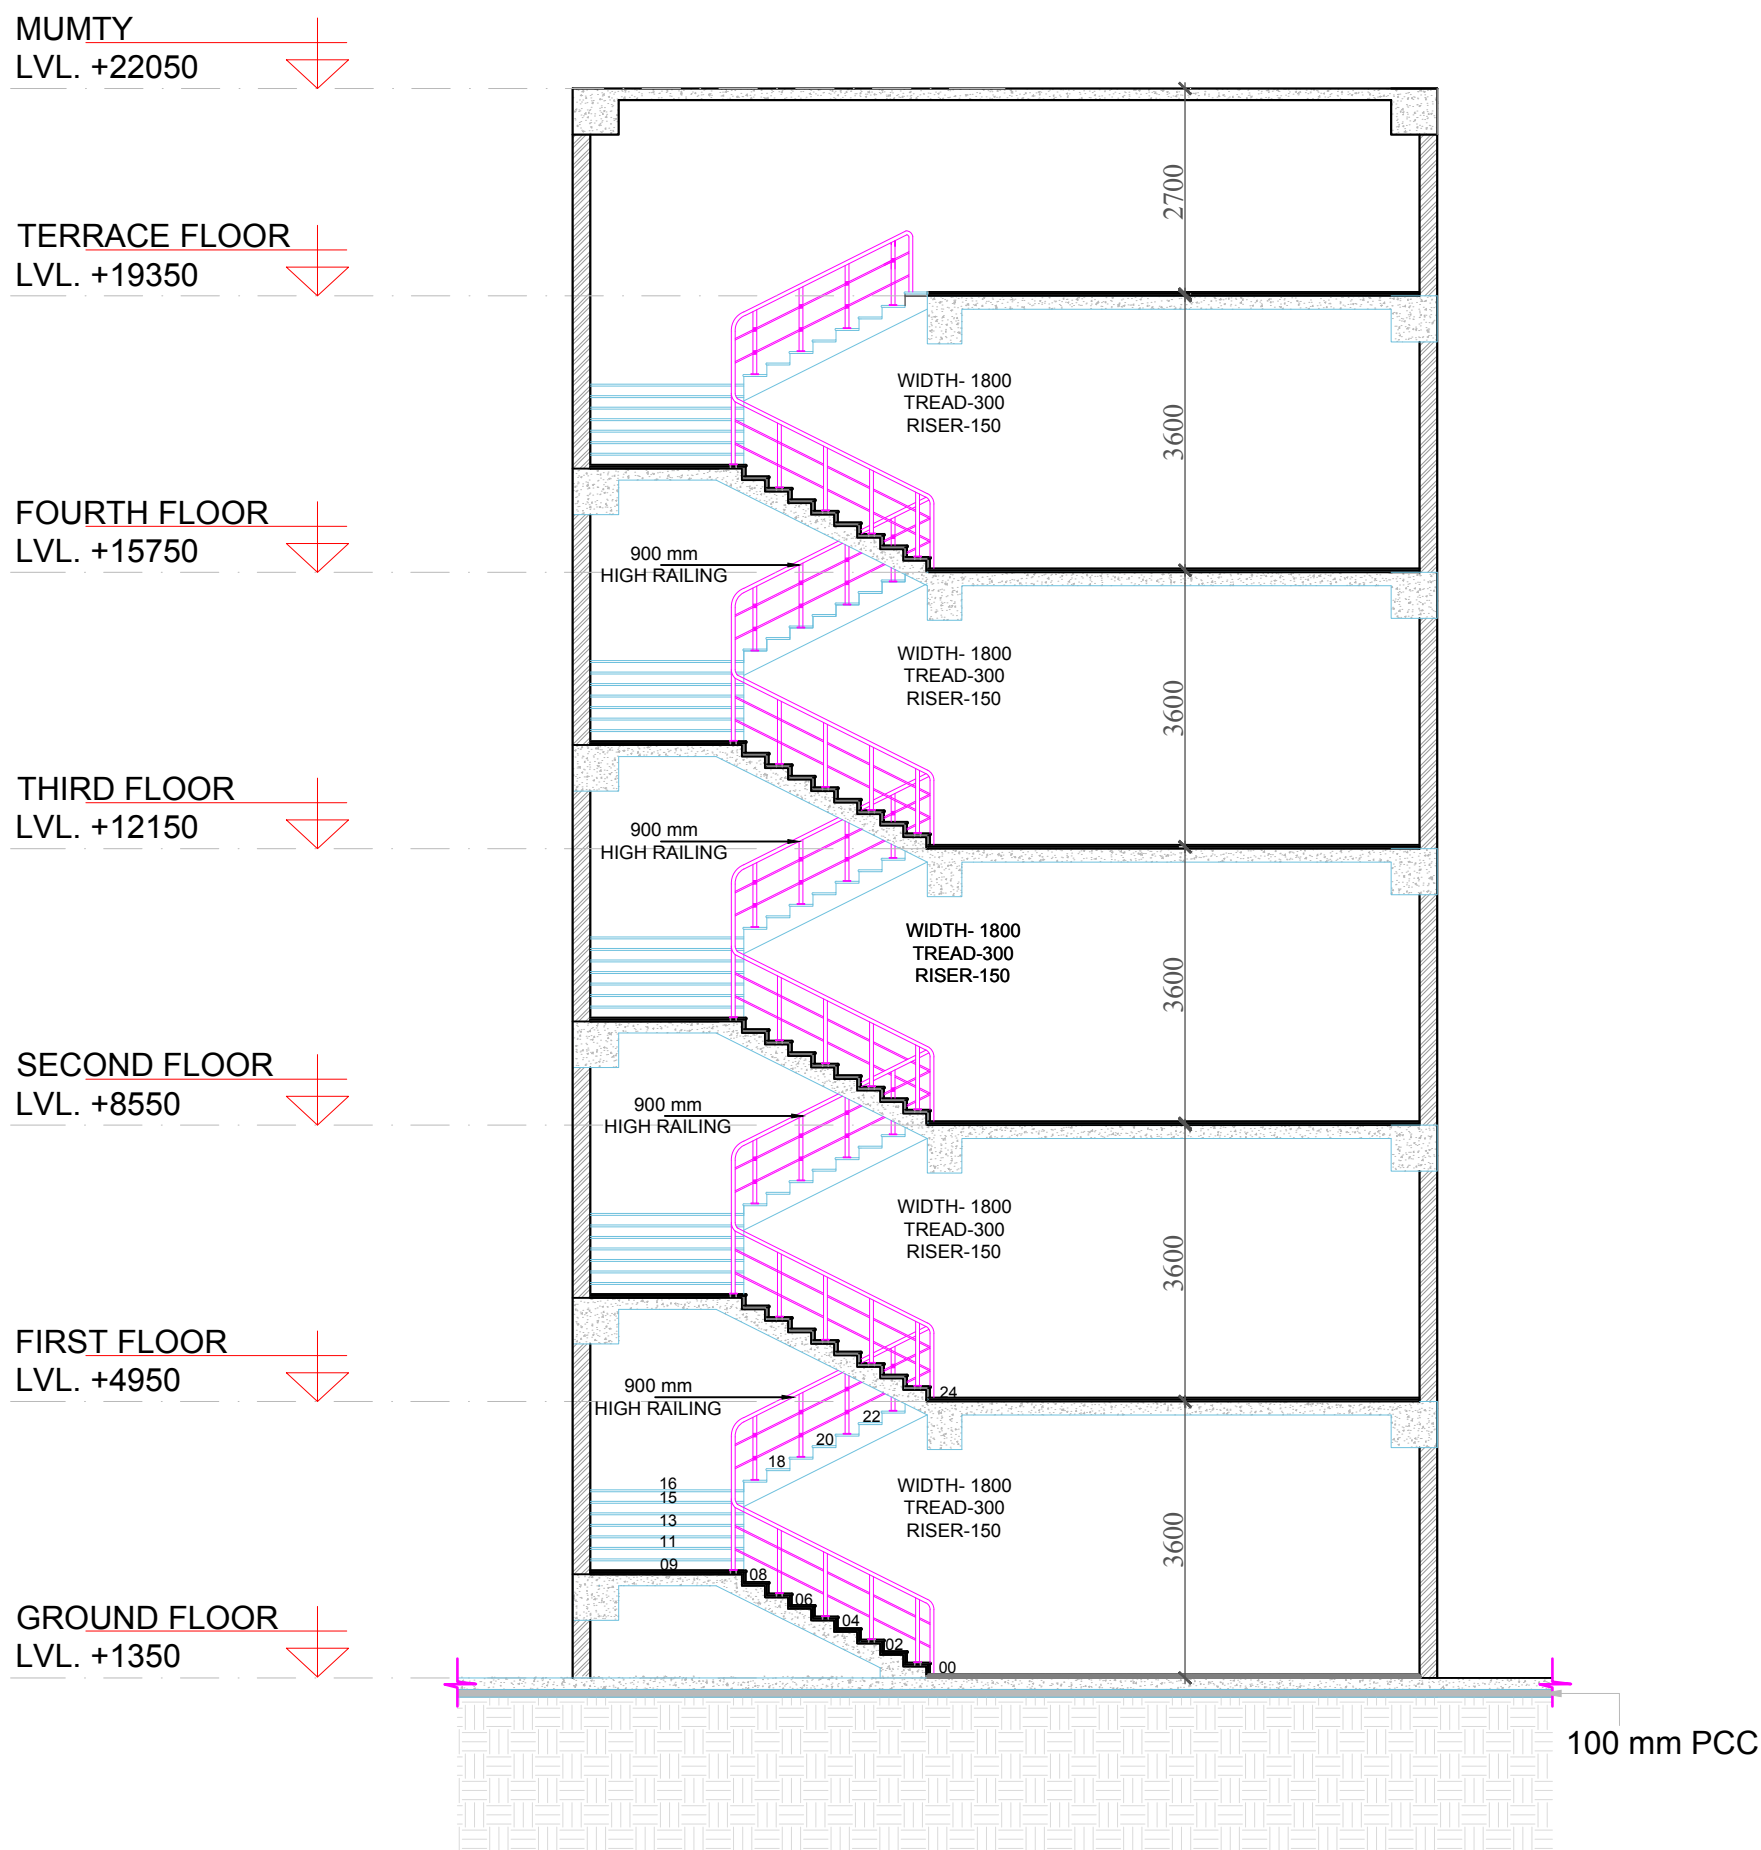 MUMTY
LVL. +22050
2700
TERRACE FLOOR
LVL. +19350
WIDTH- 1800
TREAD-300
RISER-150
3600
FOURTH FLOOR
LVL. +15750
900 mm
HIGH RAILING
WIDTH- 1800
TREAD-300
RISER-150
3600
THIRD FLOOR
LVL. +12150
900 mm
HIGH RAILING
WIDTH- 1800
TREAD-300
RISER-150
3600
SECOND FLOOR
LVL. +8550
900 mm
HIGH RAILING
WIDTH- 1800
TREAD-300
RISER-150
3600
FIRST FLOOR
LVL. +4950
900 mm
HIGH RAILING
24
22
20
18
16
15
13
11
09
08
06
04
02
00
WIDTH- 1800
TREAD-300
RISER-150
3600
GROUND FLOOR
LVL. +1350
100 mm PCC